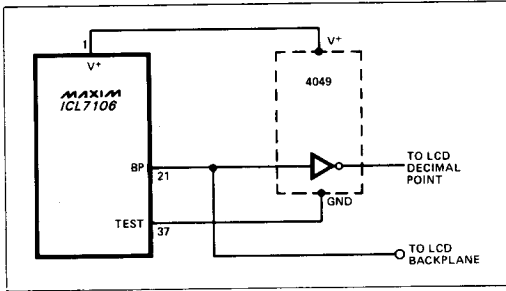 1
V+
V+
MAXIM
ICL7106
4049
BP
21
TO LCD
DECIMAL
POINT
GND
TEST
37
TO LCD
BACKPLANE